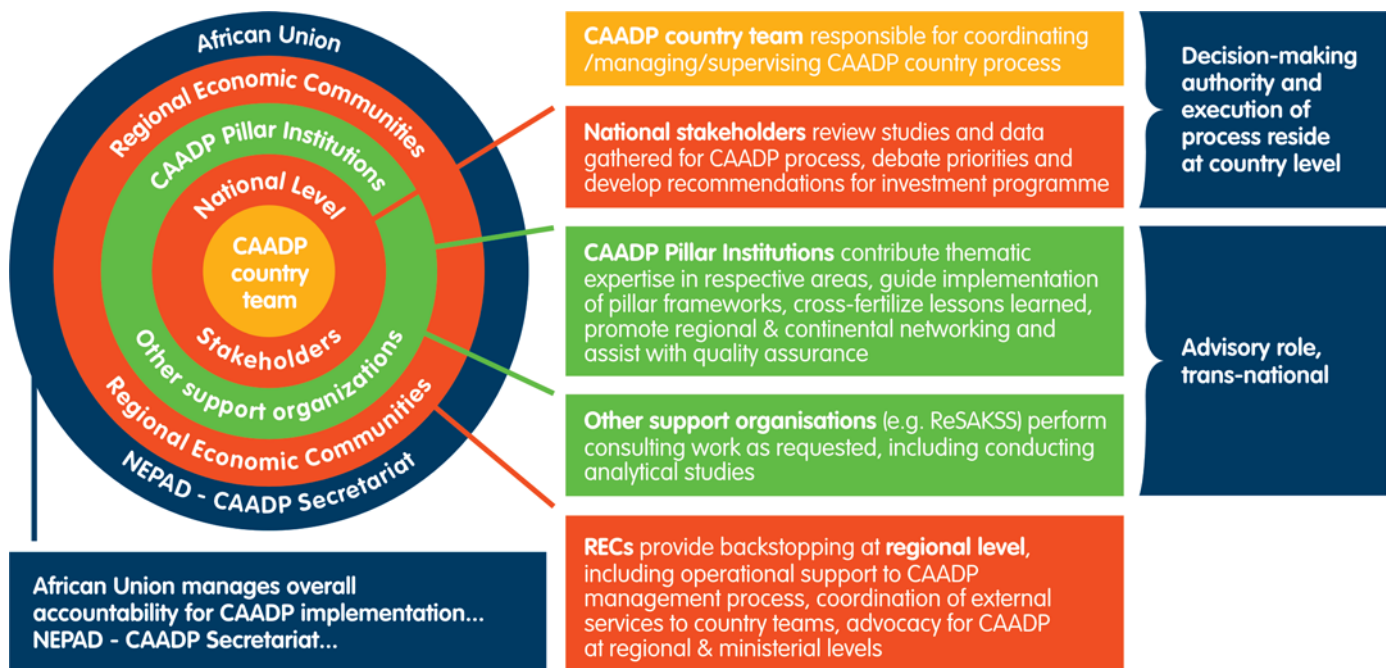 African Union
Regional Economic Communities
CAADP Pillar Institutions
National Level
CAADP
country
team
Stakeholders
Other support organizations
Regional Economic Communities
NEPAD - CAADP Secretariat
African Union manages overall
accountability for CAADP implementation...
NEPAD - CAADP Secretariat...
CAADP country team responsible for coordinating
/managing/supervising CAADP country process
National stakeholders review studies and data
gathered for CAADP process, debate priorities and
develop recommendations for investment programme
Decision-making
authority and
execution of
process reside
at country level
CAADP Pillar Institutions contribute thematic
expertise in respective areas, guide implementation
of pillar frameworks, cross-fertilize lessons learned,
promote regional & continental networking and
assist with quality assurance
Other support organisations (e.g. ReSAKSS) perform
consulting work as requested, including conducting
analytical studies
Advisory role,
trans-national
RECs provide backstopping at regional level,
including operational support to CAADP
management process, coordination of external
services to country teams, advocacy for CAADP
at regional & ministerial levels